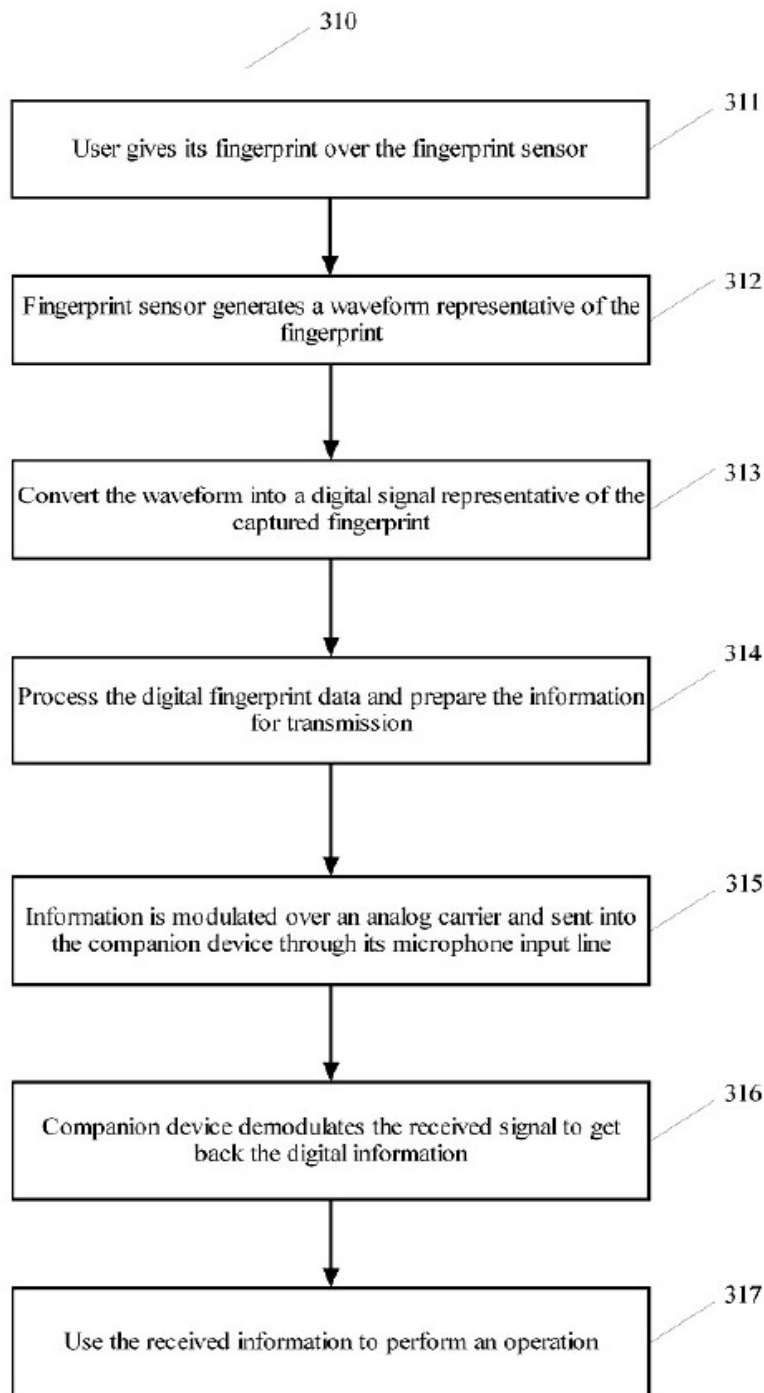 310
311
User gives its fingerprint over the fingerprint sensor
312
Fingerprint sensor generates a waveform representative of the
fingerprint
313
Convert the waveform into a digital signal representative of the
captured fingerprint
314
Process the digital fingerprint data and prepare the information
for transmission
315
Information is modulated over an analog carrier and sent into
the companion device through its microphone input line
316
Companion device demodulates the received signal to get
back the digital information
317
Use the received information to perform an operation